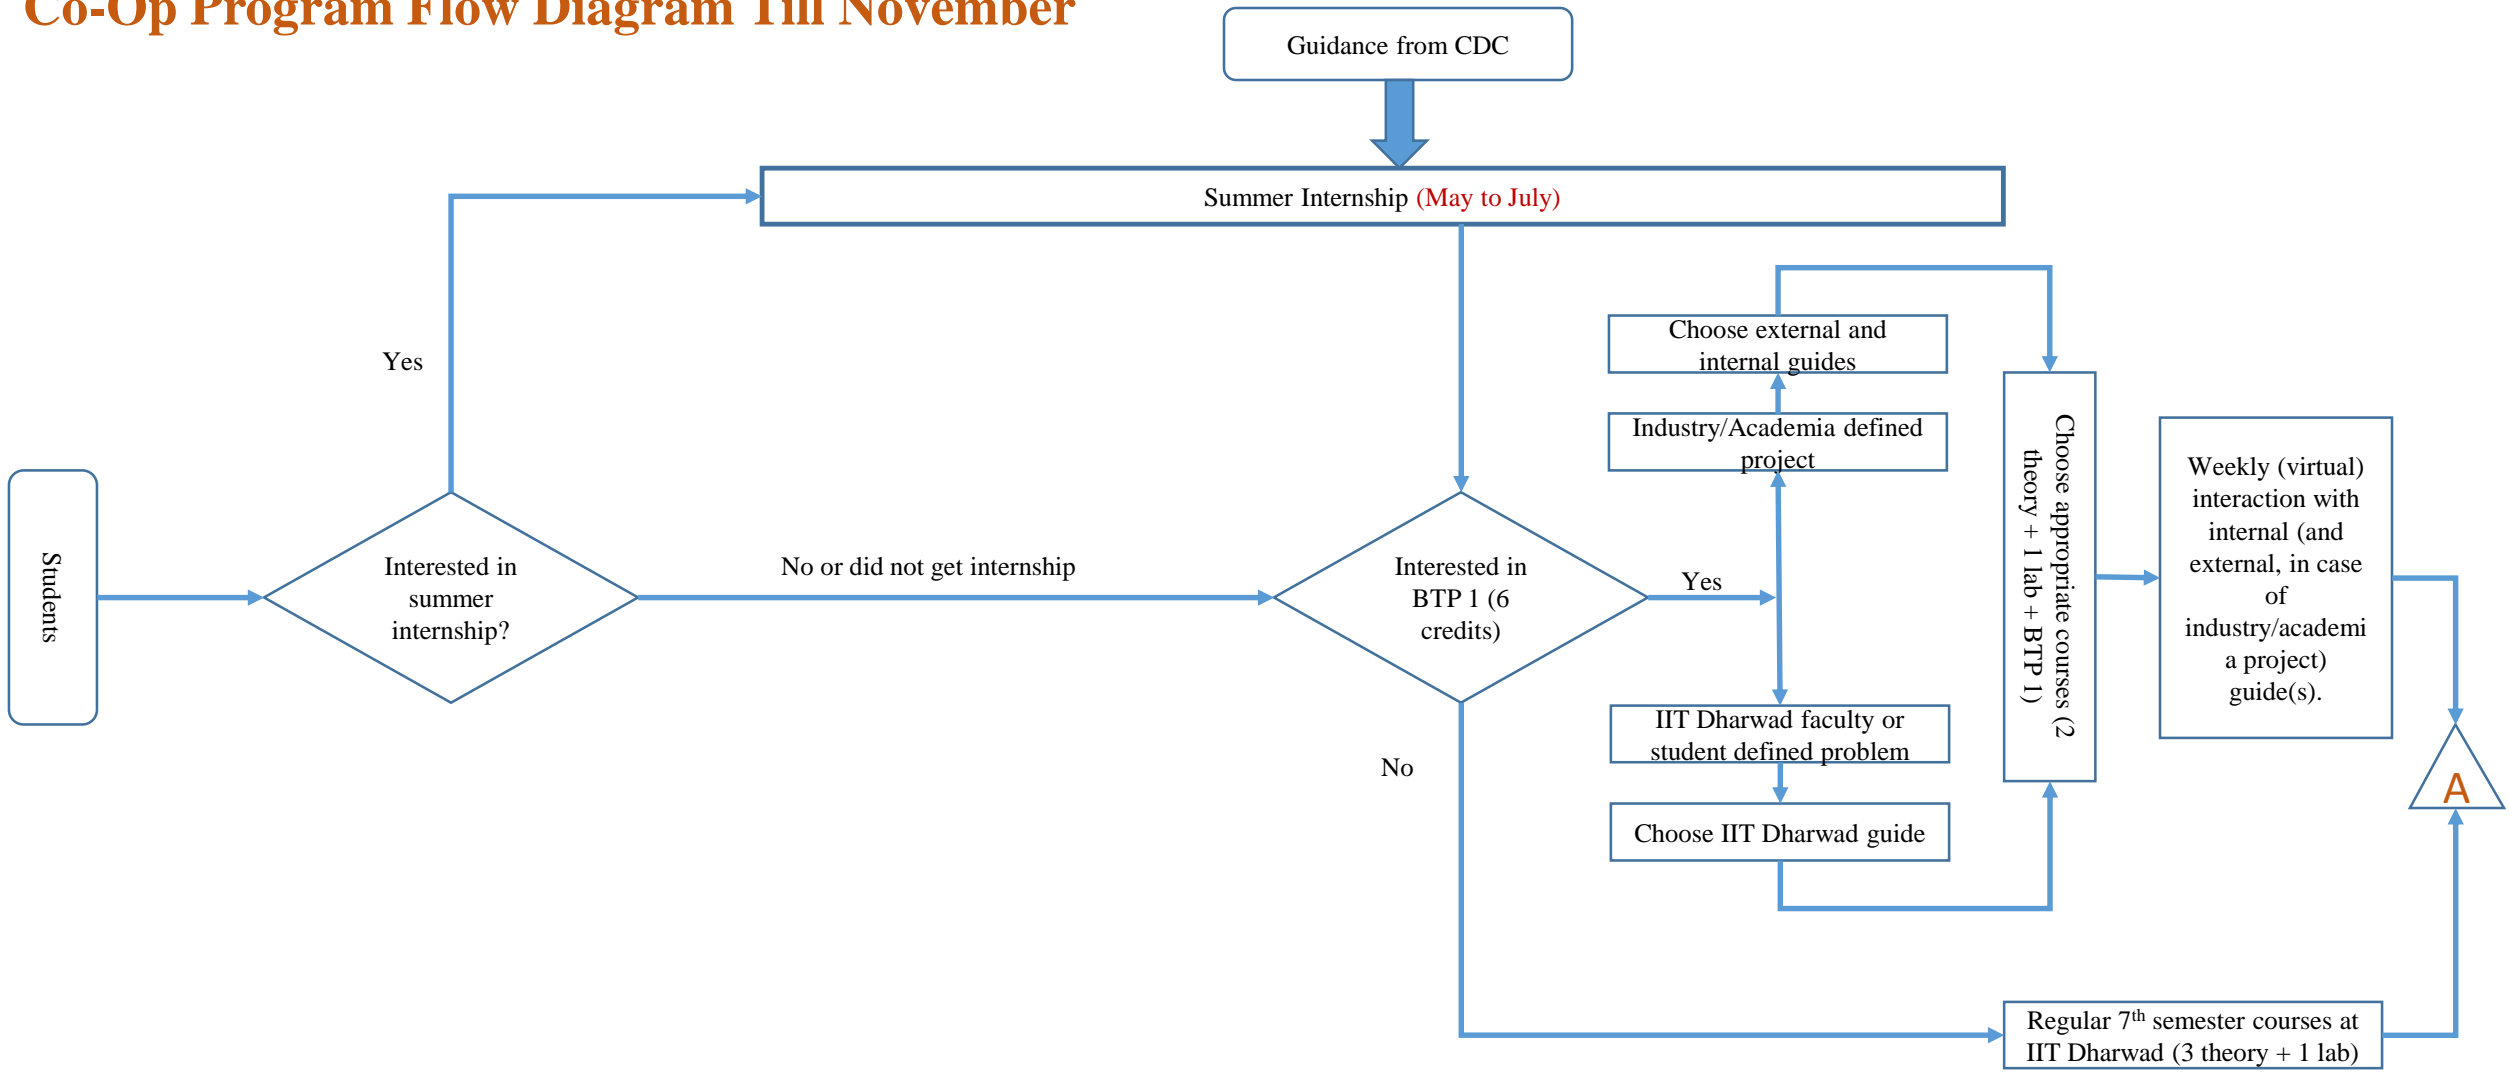 Co-Op Program Flow Diagram Till November
Guidance from CDC
Summer Internship (May to July)
Yes
Choose external and
internal guides
Industry/Academia defined
project
Students
Interested in
summer
internship?
No or did not get internship
Interested in
BTP 1 (6
credits)
Yes
No
IIT Dharwad faculty or
student defined problem
Choose IIT Dharwad guide
Choose appropriate courses (2
theory + 1 lab + BTP 1)
Weekly (virtual)
interaction with
internal (and
external, in case
of
industry/academi
a project)
guide(s).
A
Regular 7th semester courses at
IIT Dharwad (3 theory + 1 lab)